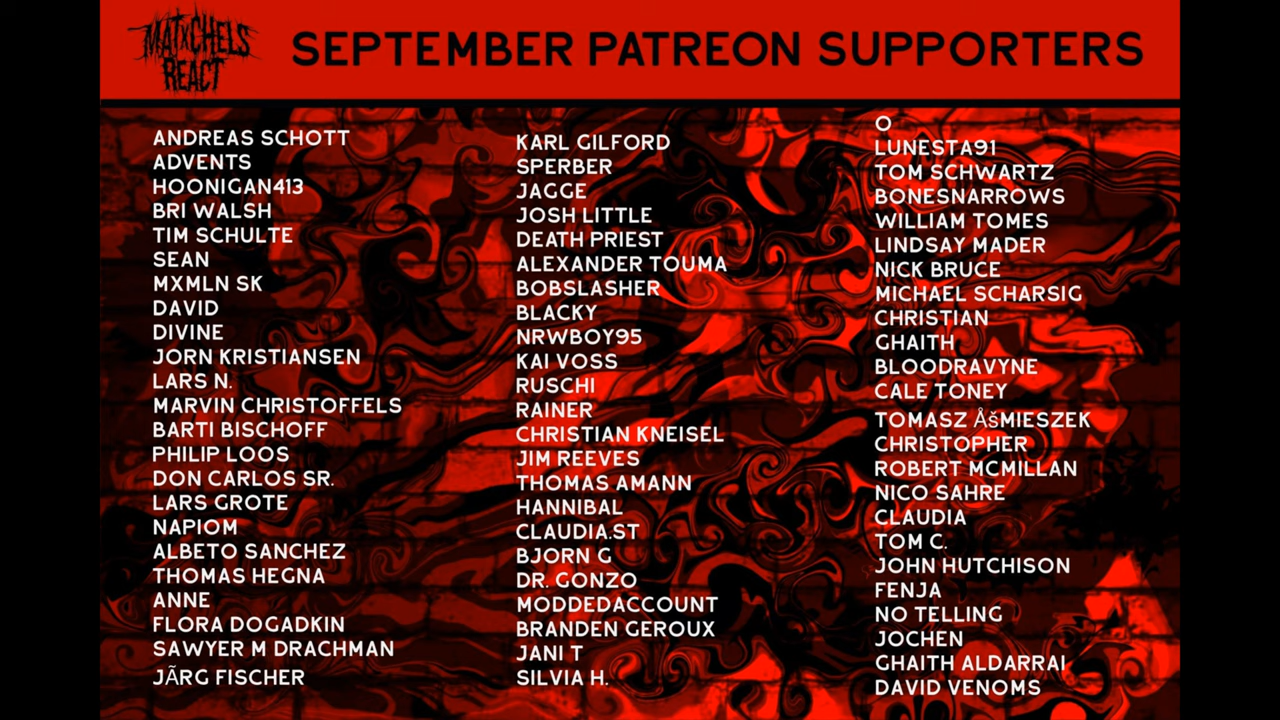 MATXCHELS
REACT
SEPTEMBER PATREON SUPPORTERS
ANDREAS SCHOTT
ADVENTS
HOONIGAN413
BRI WALSH
TIM SCHULTE
SEAN
MXMLN SK
DAVID
DIVINE
JORN KRISTIANSEN
LARS N.
MARVIN CHRISTOFFELS
BARTI BISCHOFF
PHILIP LOOS
DON CARLOS SR.
LARS GROTE
NAPIOM
ALBETO SANCHEZ
THOMAS HEGNA
ANNE
FLORA DOGADKIN
SAWYER M DRACHMAN
JÃRG FISCHER
KARL GILFORD
SPERBER
JAGGE
JOSH LITTLE
DEATH PRIEST
ALEXANDER TOUMA
BOBSLASHER
BLACKY
NRWBOY95
KAI VOSS
RUSCHI
RAINER
CHRISTIAN KNEISEL
JIM REEVES
THOMAS AMANN
HANNIBAL
CLAUDIA.ST
BJORN G
DR. GONZO
MODDEDACCOUNT
BRANDEN GEROUX
JANI T
SILVIA H.
O
LUNESTA91
TOM SCHWARTZ
BONESNARROWS
WILLIAM TOMES
LINDSAY MADER
NICK BRUCE
MICHAEL SCHARSIG
CHRISTIAN
GHAITH
BLOODRAVYNE
CALE TONEY
TOMASZ ÅšMIESZEK
CHRISTOPHER
ROBERT MCMILLAN
NICO SAHRE
CLAUDIA
TOM C.
JOHN HUTCHISON
FENJA
NO TELLING
JOCHEN
GHAITH ALDARRAI
DAVID VENOMS